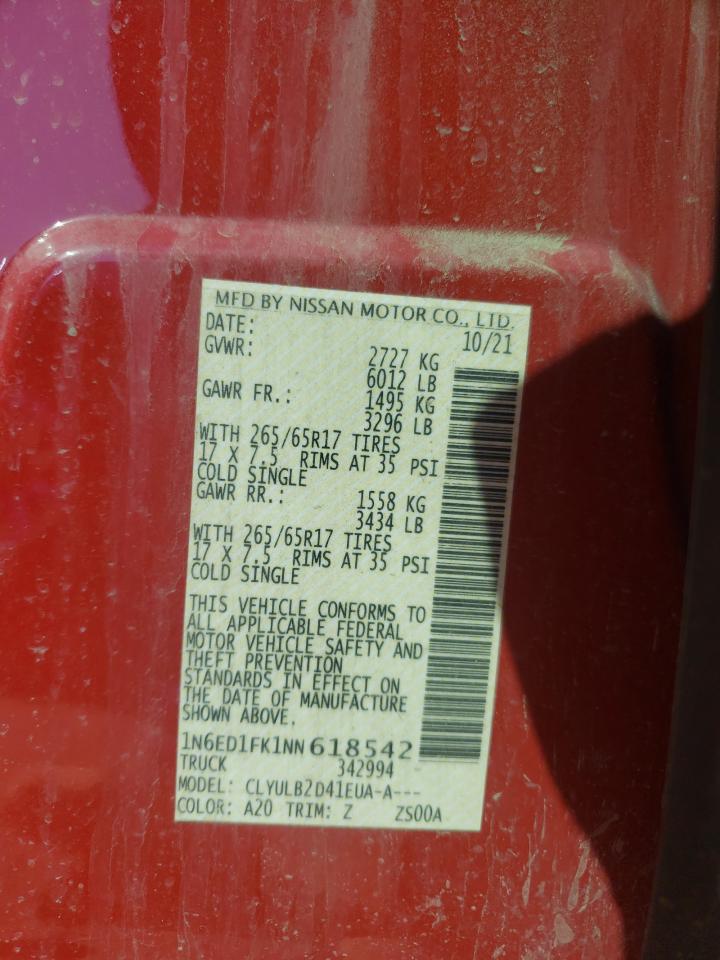 MFD BY NISSAN MOTOR CO., LTD.
DATE: 10/21
GVWR: 2727 KG
6012 LB
GAWR FR.: 1495 KG
3296 LB
WITH 265/65R17 TIRES
17 X 7.5 RIMS AT 35 PSI
COLD SINGLE
GAWR RR.: 1558 KG
3434 LB
WITH 265/65R17 TIRES
17 X 7.5 RIMS AT 35 PSI
COLD SINGLE
THIS VEHICLE CONFORMS TO
ALL APPLICABLE FEDERAL
MOTOR VEHICLE SAFETY AND
THEFT PREVENTION
STANDARDS IN EFFECT ON
THE DATE OF MANUFACTURE
SHOWN ABOVE.
1N6ED1FK1NN618542
TRUCK 342994
MODEL: CLYULB2D41EUA-A---
COLOR: A20 TRIM: Z ZS00A